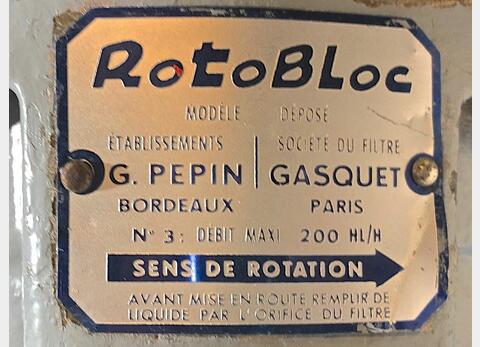 RotoBLoc
MODÈLE DÉPOSÉ
ÉTABLISSEMENTS SOCIÉTÉ DU FILTRE
G. PEPIN GASQUET
BORDEAUX PARIS
N° 3: DÉBIT MAXI 200 HL/H
SENS DE ROTATION
AVANT MISE EN ROUTE REMPLIR DE
LIQUIDE PAR L'ORIFICE DU FILTRE